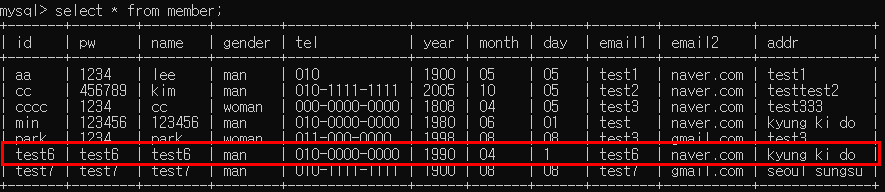 mysql> select * from member;
| id | pw | name | gender | tel | year | month | day | email1 | email2 | addr |
| aa | 1234 | lee | man | 010 | 1900 | 05 | 05 | test1 | naver.com | test1 |
| cc | 456789 | kim | man | 010-1111-1111 | 2005 | 10 | 05 | test2 | naver.com | testtest2 |
| cccc | 1234 | cc | woman | 000-0000-0000 | 1808 | 04 | 05 | test3 | naver.com | test333 |
| min | 123456 | 123456 | man | 010-0000-0000 | 1980 | 06 | 01 | test | naver.com | kyung ki do |
| park | 1234 | park | woman | 011-000-0000 | 1998 | 08 | 08 | test3 | gmail.com | test3 |
| test6 | test6 | test6 | man | 010-0000-0000 | 1990 | 04 | 1 | test6 | naver.com | kyung ki do |
| test7 | test7 | test7 | man | 010-1111-1111 | 1900 | 08 | 08 | test7 | gmail.com | seoul sungsu |